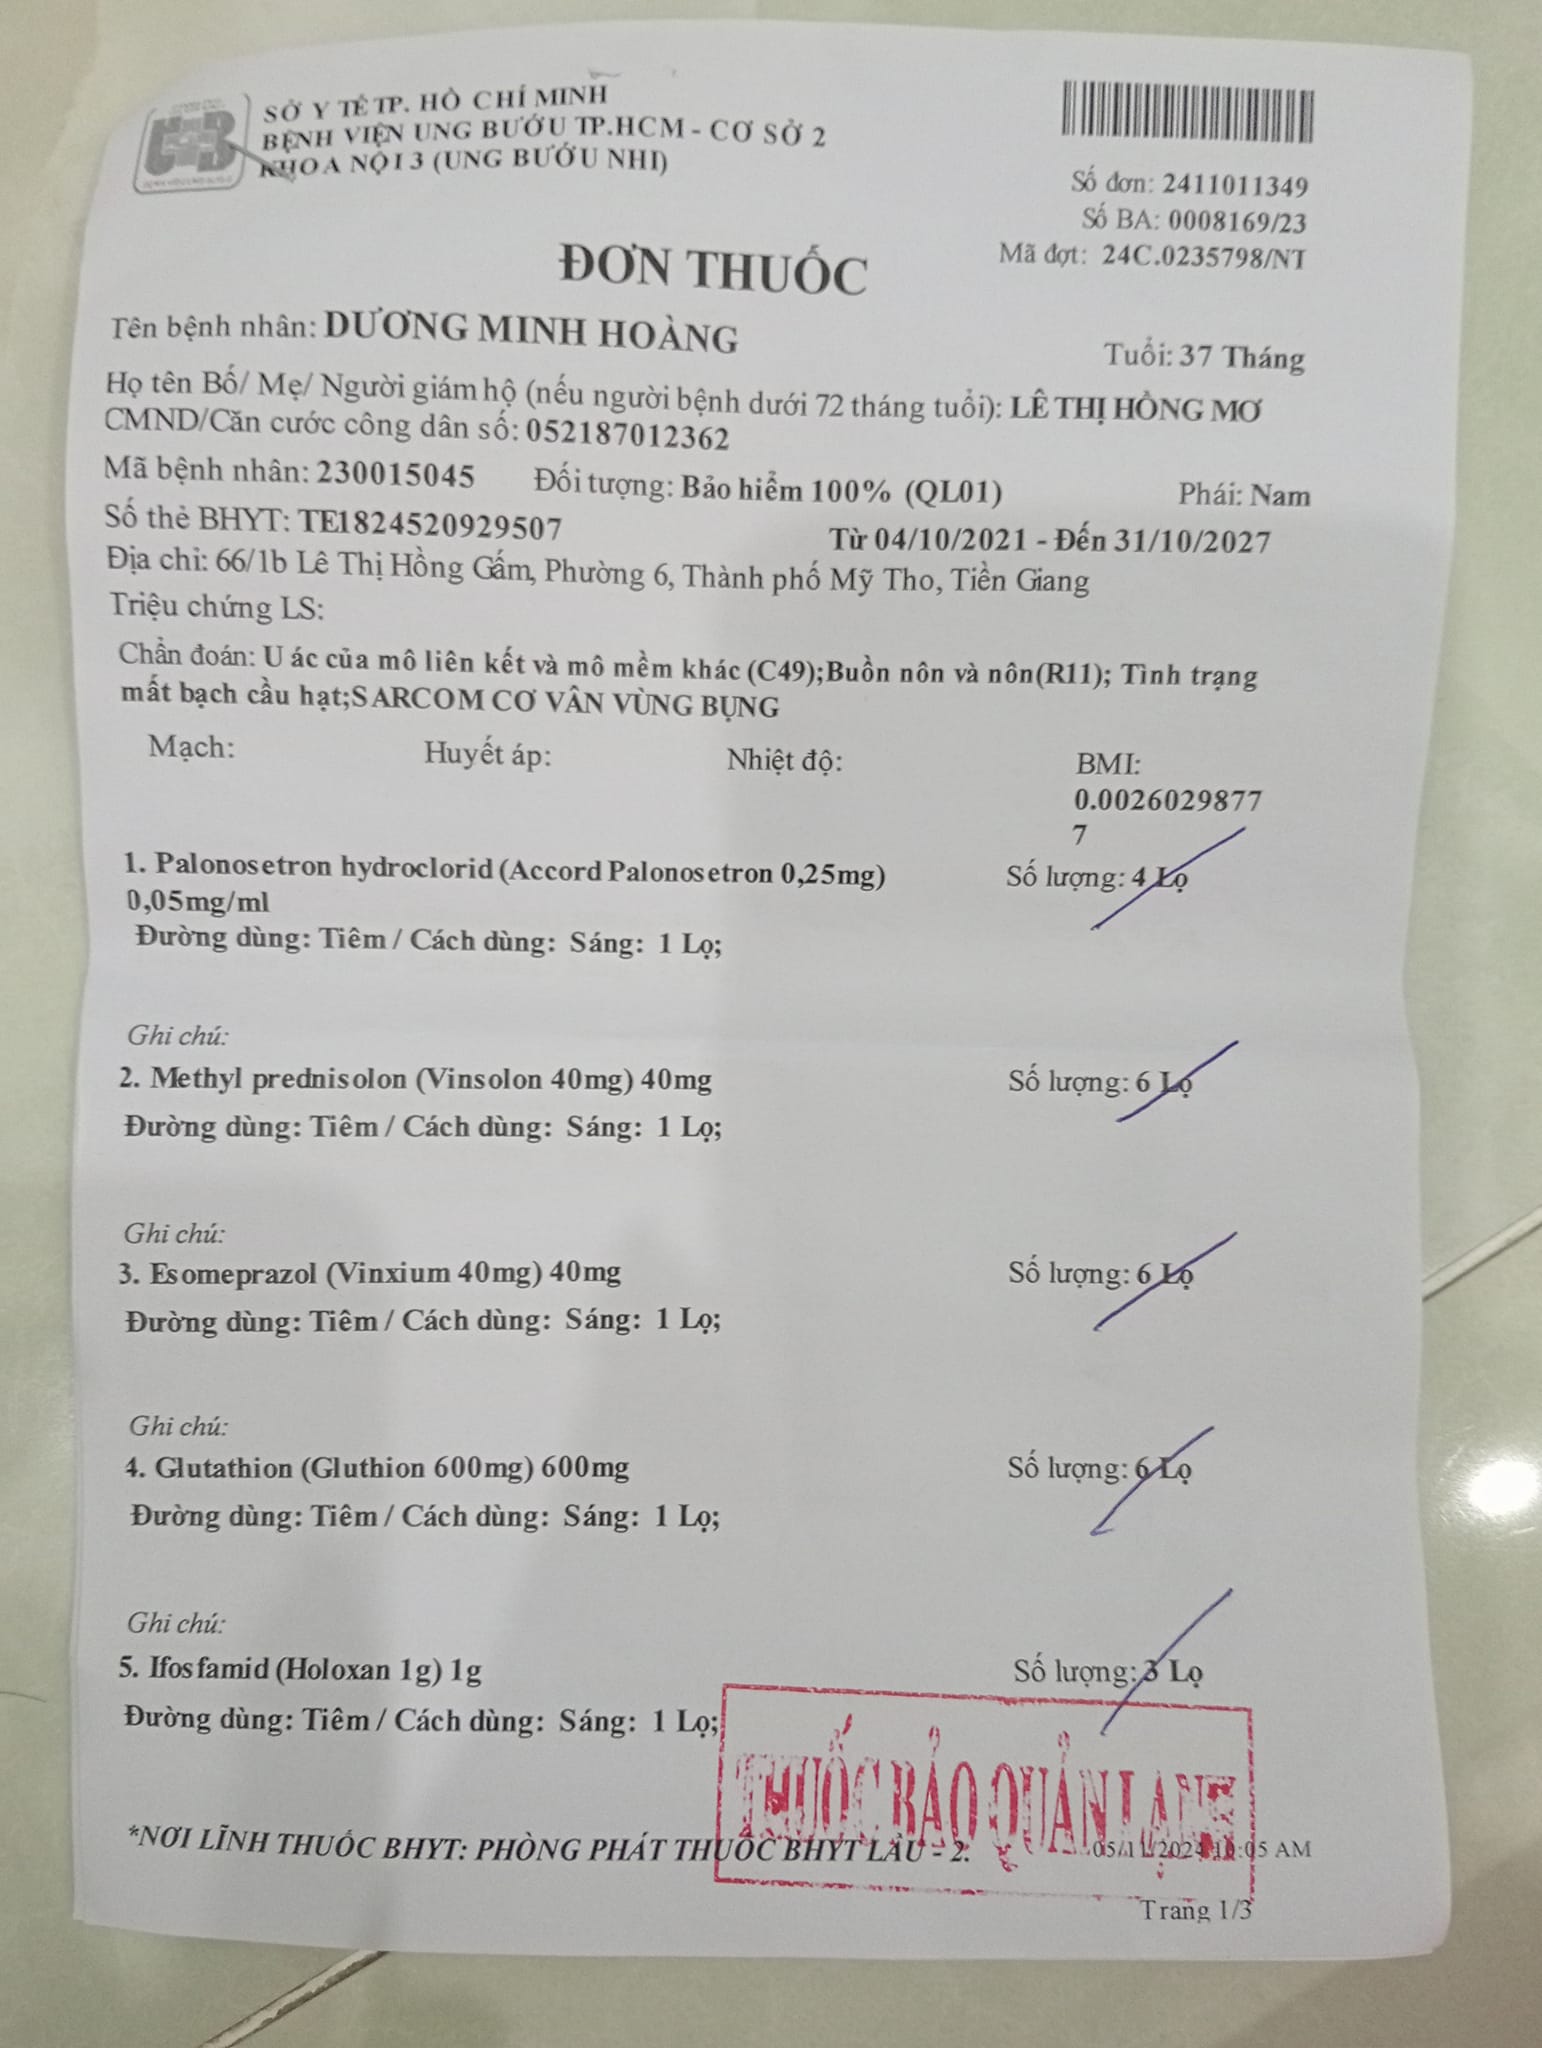 SỞ Y TẾ TP. HỒ CHÍ MINH
BỆNH VIỆN UNG BƯỚU TP.HCM - CƠ SỞ 2
KHOA NỘI 3 (UNG BƯỚU NHI)
Số đơn: 2411011349
Số BA: 0008169/23
Mã đợt: 24C.0235798/NT
ĐƠN THUỐC
Tên bệnh nhân: DƯƠNG MINH HOÀNG
Tuổi: 37 Tháng
Họ tên Bố/ Mẹ/ Người giám hộ (nếu người bệnh dưới 72 tháng tuổi): LÊ THỊ HỒNG MƠ
CMND/Căn cước công dân số: 052187012362
Mã bệnh nhân: 230015045 Đối tượng: Bảo hiểm 100% (QL01) Phái: Nam
Số thẻ BHYT: TE1824520929507 Từ 04/10/2021 - Đến 31/10/2027
Địa chỉ: 66/1b Lê Thị Hồng Gấm, Phường 6, Thành phố Mỹ Tho, Tiền Giang
Triệu chứng LS:
Chẩn đoán: U ác của mô liên kết và mô mềm khác (C49);Buồn nôn và nôn(R11); Tình trạng
mất bạch cầu hạt;SARCOM CƠ VÂN VÙNG BỤNG
Mạch: Huyết áp: Nhiệt độ: BMI:
0.0026029877
7
1. Palonosetron hydroclorid (Accord Palonosetron 0,25mg) Số lượng: 4 Lọ
0,05mg/ml
Đường dùng: Tiêm / Cách dùng: Sáng: 1 Lọ;
Ghi chú:
2. Methyl prednisolon (Vinsolon 40mg) 40mg Số lượng: 6 Lọ
Đường dùng: Tiêm / Cách dùng: Sáng: 1 Lọ;
Ghi chú:
3. Esomeprazol (Vinxium 40mg) 40mg Số lượng: 6 Lọ
Đường dùng: Tiêm / Cách dùng: Sáng: 1 Lọ;
Ghi chú:
4. Glutathion (Gluthion 600mg) 600mg Số lượng: 6 Lọ
Đường dùng: Tiêm / Cách dùng: Sáng: 1 Lọ;
Ghi chú:
5. Ifosfamid (Holoxan 1g) 1g Số lượng: 3 Lọ
Đường dùng: Tiêm / Cách dùng: Sáng: 1 Lọ;
THUỐC BẢO QUẢN LẠNH
*NƠI LĨNH THUỐC BHYT: PHÒNG PHÁT THUỐC BHYT LẦU - 2. 05/11/2024 10:05 AM
Trang 1/3